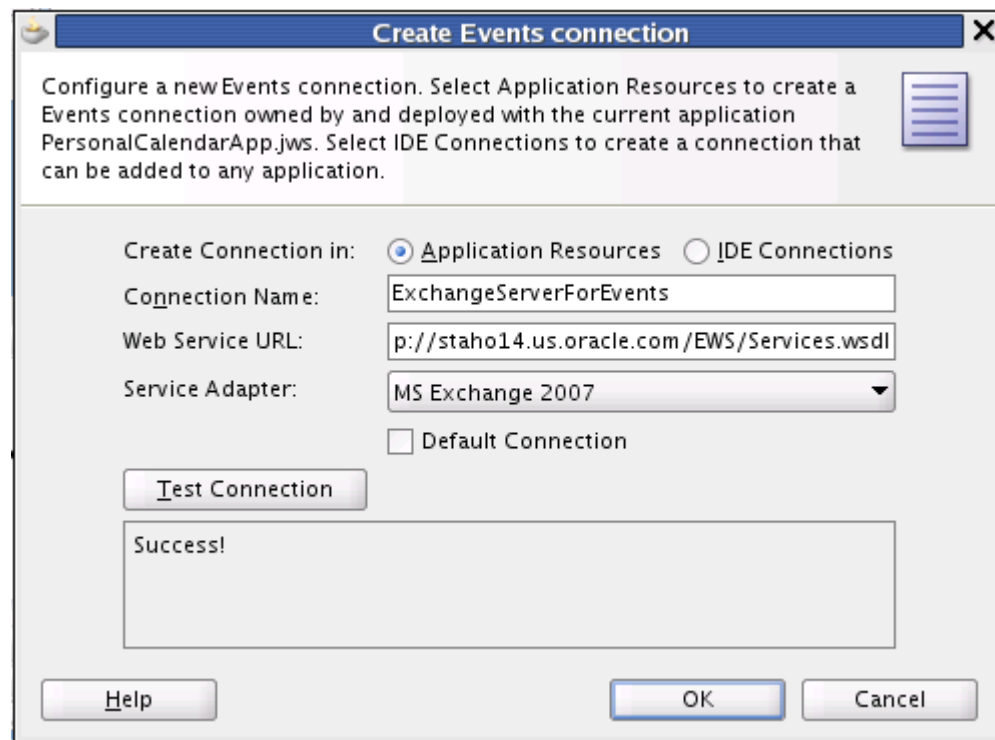 Create Events connection
Configure a new Events connection. Select Application Resources to create a
Events connection owned by and deployed with the current application
PersonalCalendarApp.jws. Select IDE Connections to create a connection that
can be added to any application.
Create Connection in: Application Resources IDE Connections
Connection Name: ExchangeServerForEvents
Web Service URL: p://staho14.us.oracle.com/EWS/Services.wsdl
Service Adapter: MS Exchange 2007
Default Connection
Test Connection
Success!
Help OK Cancel